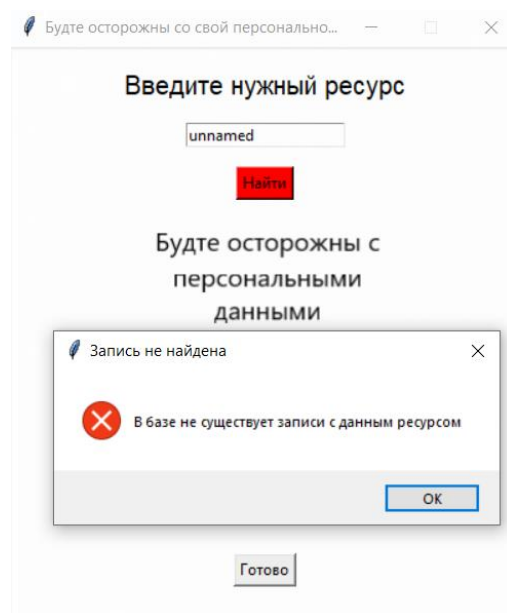 Будте осторожны со свой персонально...
Введите нужный ресурс
unnamed
Найти
Будте осторожны с
персональными
данными
Запись не найдена
В базе не существует записи с данным ресурсом
ОК
Готово